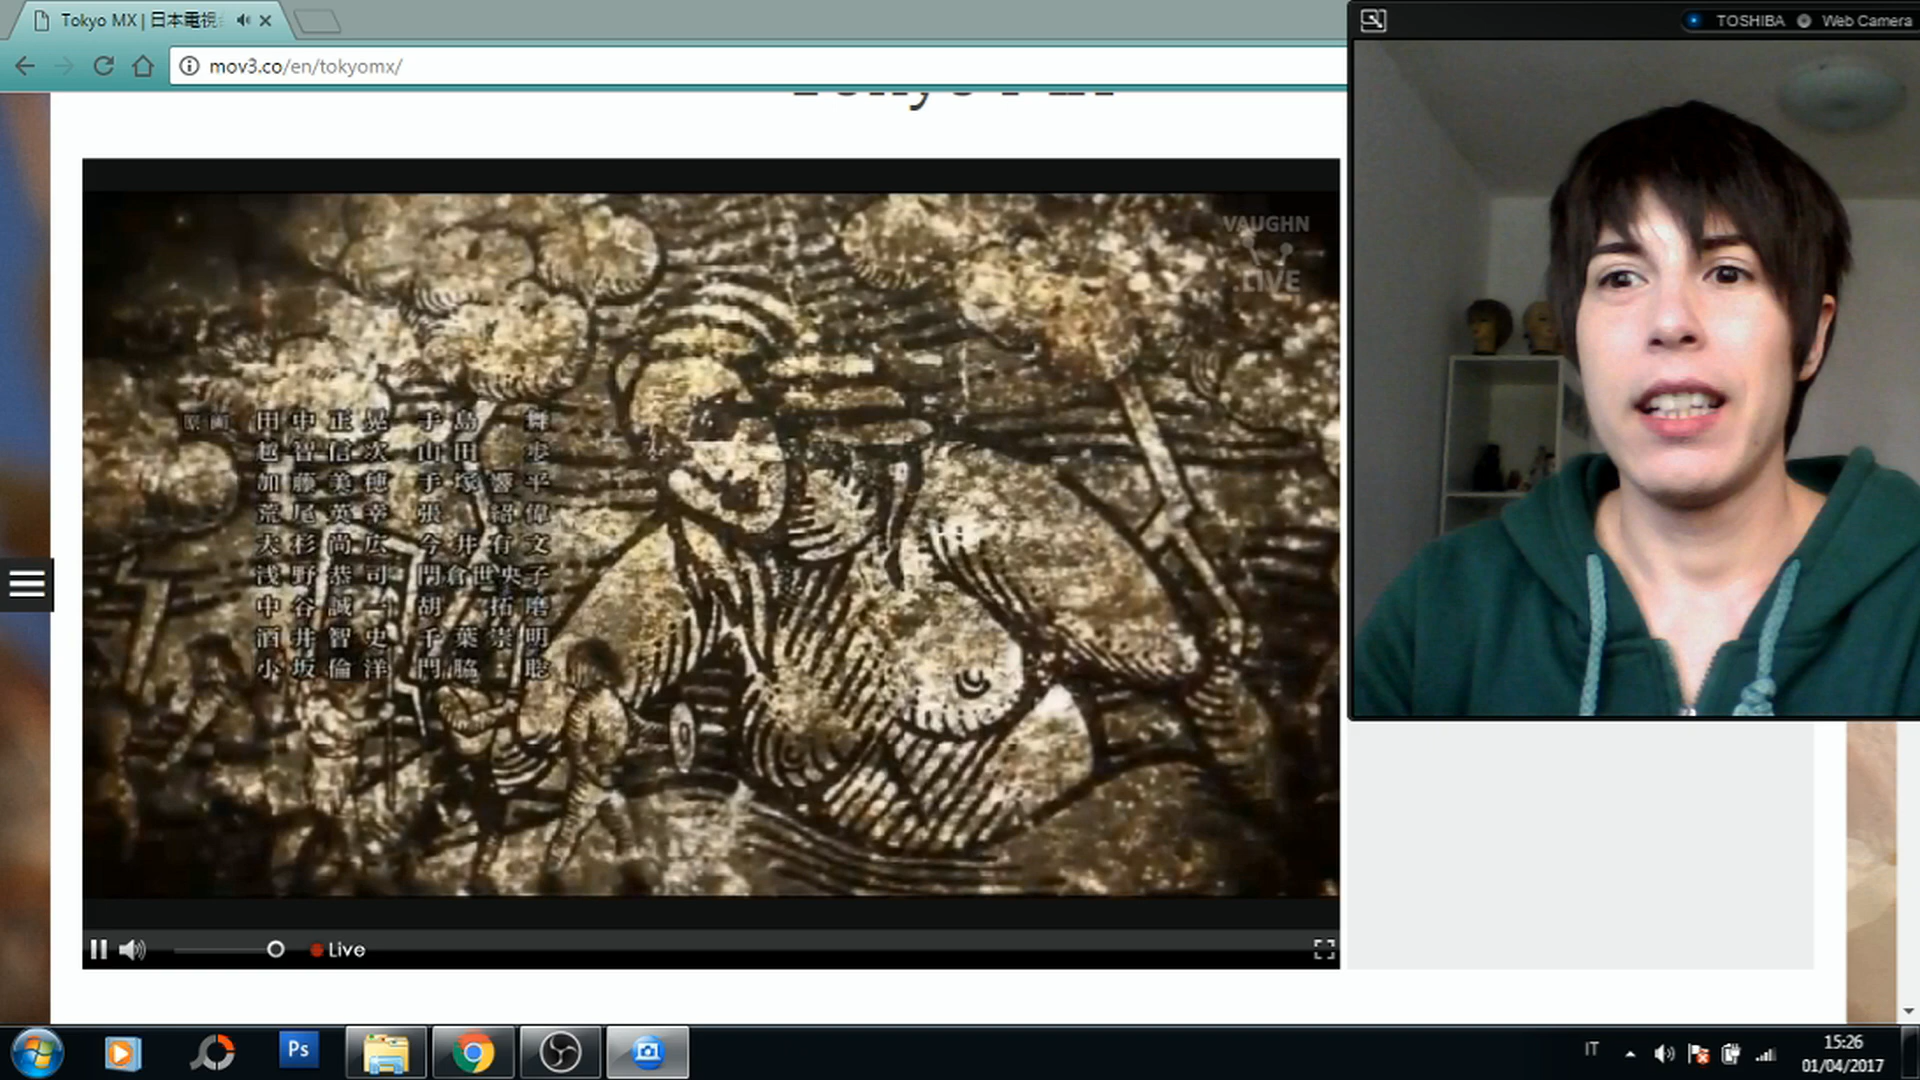 Tokyo MX | 日本電視
TOSHIBA Web Camera
mov3.co/en/tokyomx/
VAUGHN
LIVE
原画 田中正晃 手島 舞
越智信次 山田 歩
加藤美穂 手塚響平
荒尾英幸 張 紹偉
大杉尚広 今井有文
浅野恭司 門倉世央子
中谷誠一 胡 拓磨
酒井智史 千葉崇明
小坂倫洋 門脇 聡
Live
Ps
IT
15:26
01/04/2017